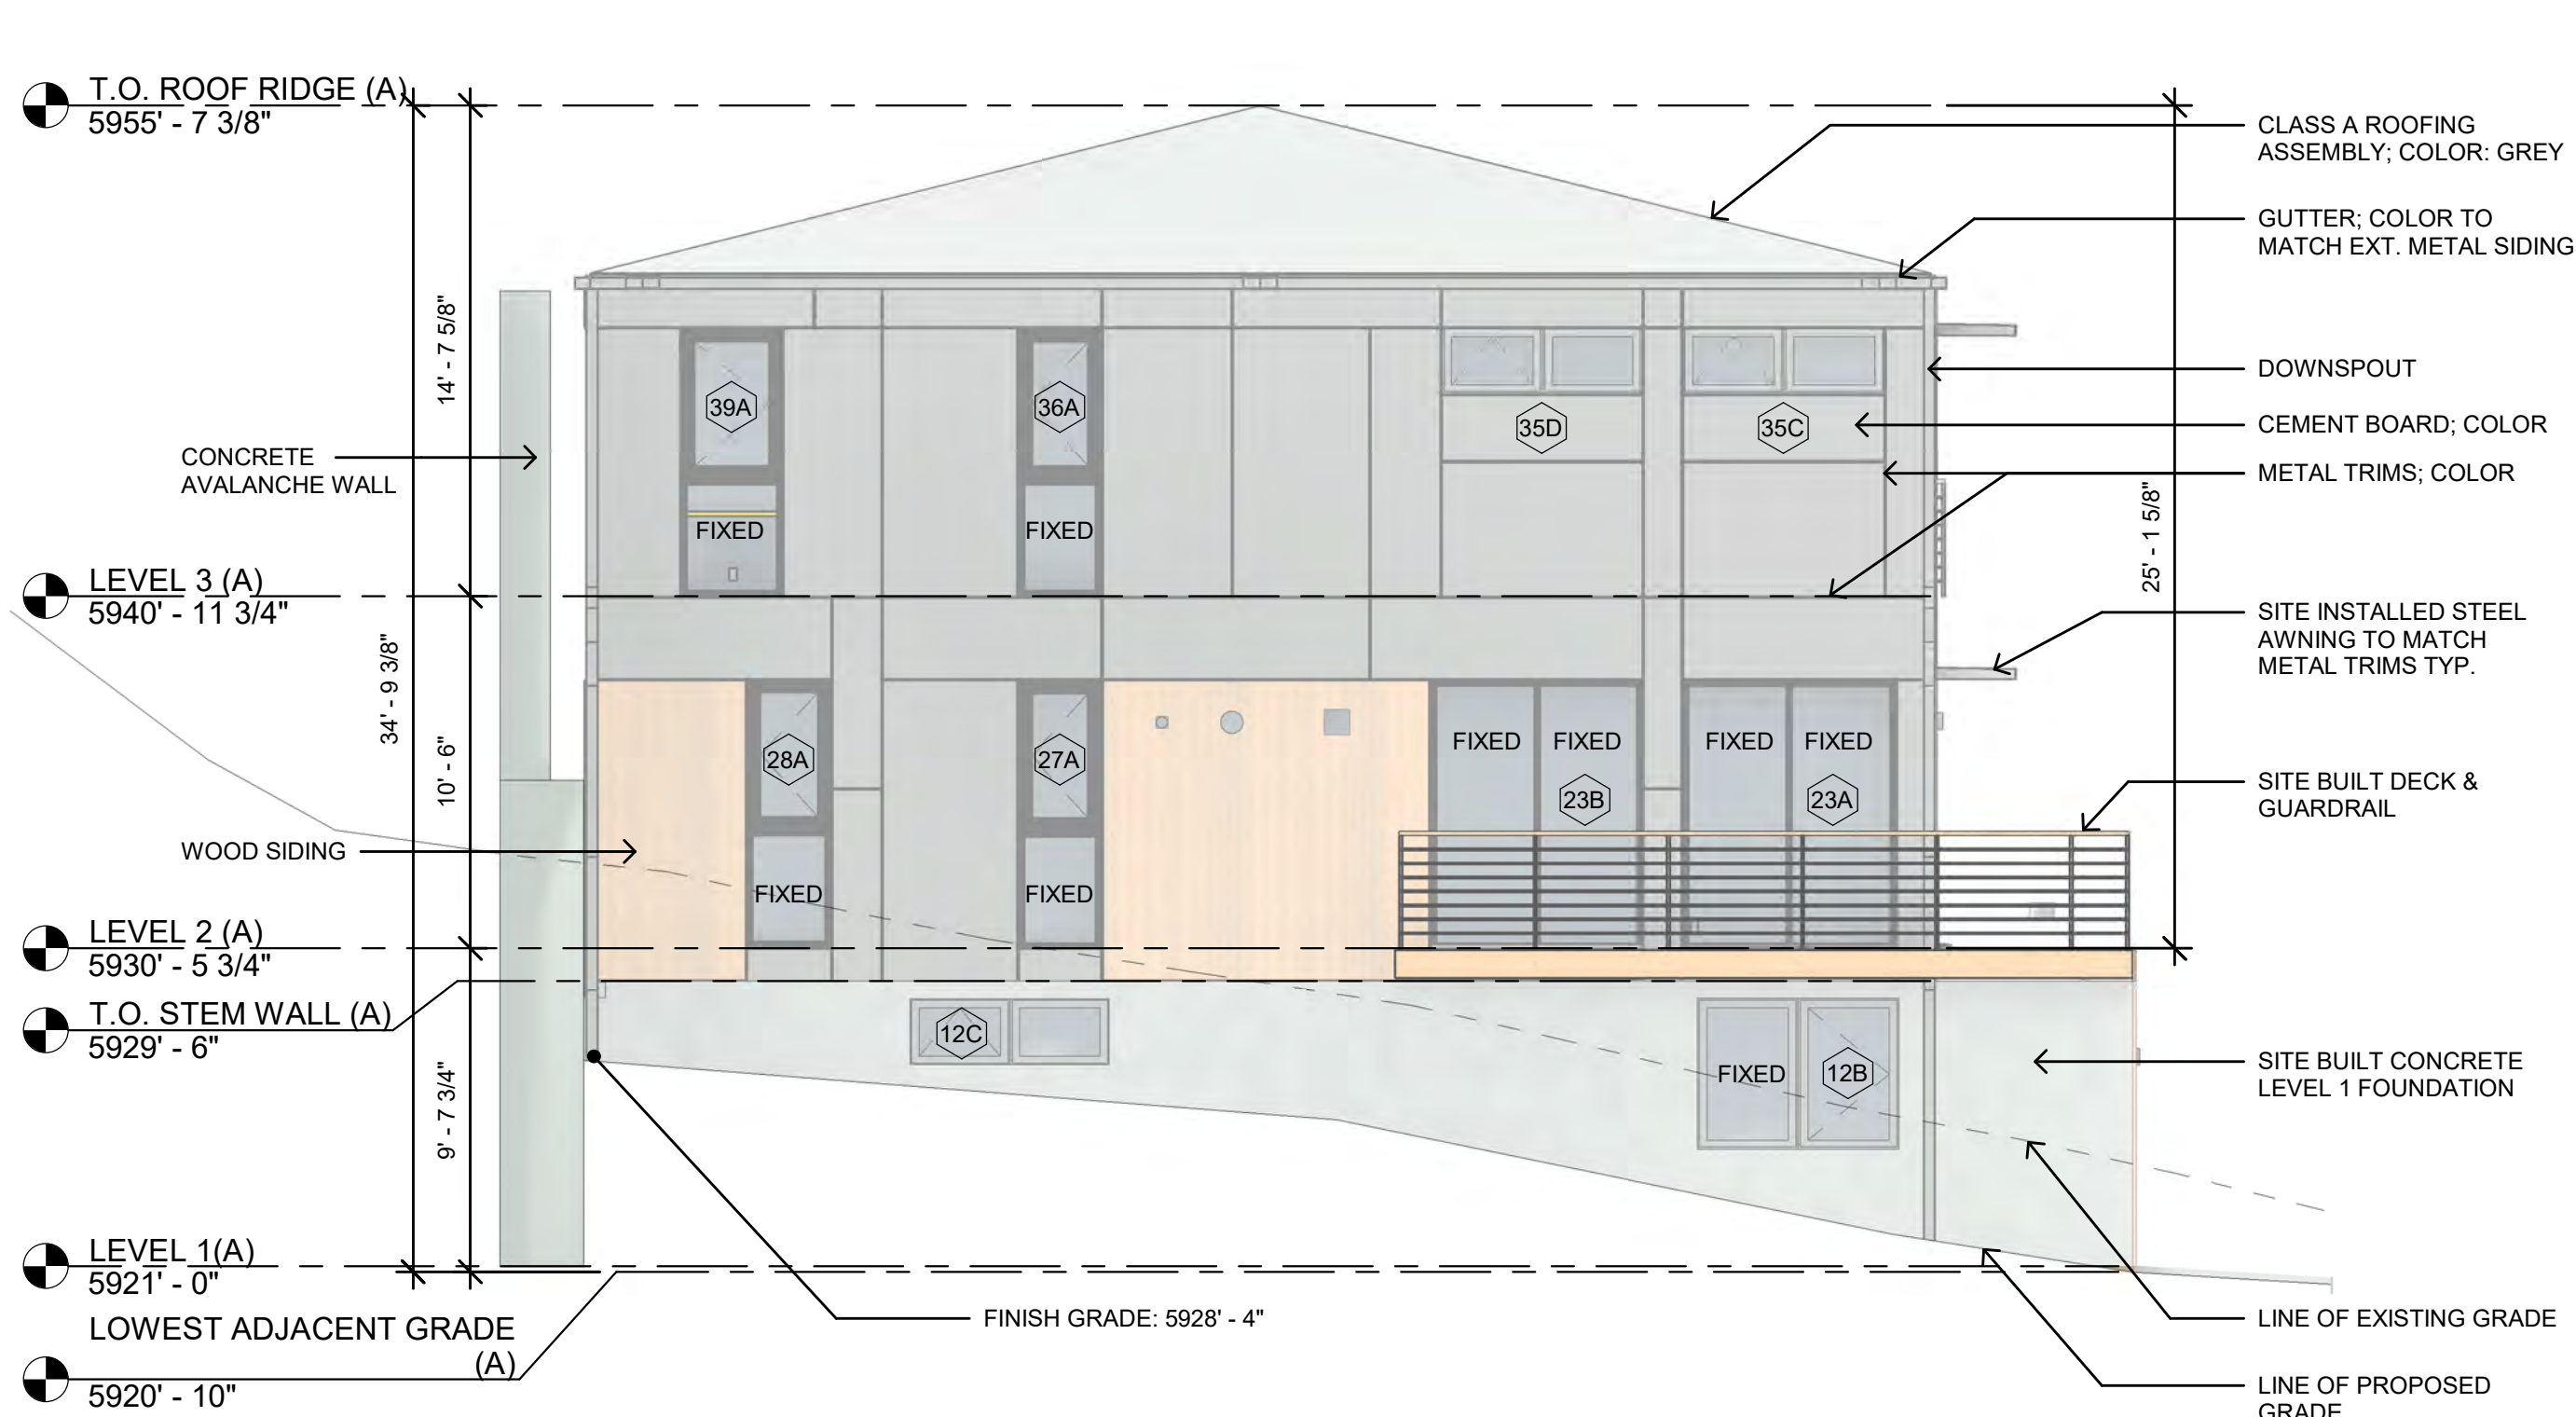 T.O. ROOF RIDGE (A)
5955' - 7 3/8"
CLASS A ROOFING
ASSEMBLY; COLOR: GREY
GUTTER; COLOR TO
MATCH EXT. METAL SIDING
14' - 7 5/8"
DOWNSPOUT
39A
36A
35D
35C
CEMENT BOARD; COLOR
CONCRETE
AVALANCHE WALL
METAL TRIMS; COLOR
FIXED
FIXED
25' - 1 5/8"
LEVEL 3 (A)
5940' - 11 3/4"
SITE INSTALLED STEEL
AWNING TO MATCH
METAL TRIMS TYP.
34' - 9 3/8"
10' - 6"
28A
27A
FIXED
FIXED
FIXED
FIXED
23B
23A
SITE BUILT DECK &
GUARDRAIL
WOOD SIDING
FIXED
FIXED
LEVEL 2 (A)
5930' - 5 3/4"
T.O. STEM WALL (A)
5929' - 6"
12C
FIXED
12B
SITE BUILT CONCRETE
LEVEL 1 FOUNDATION
9' - 7 3/4"
LEVEL 1(A)
5921' - 0"
LOWEST ADJACENT GRADE
(A)
5920' - 10"
FINISH GRADE: 5928' - 4"
LINE OF EXISTING GRADE
LINE OF PROPOSED
GRADE